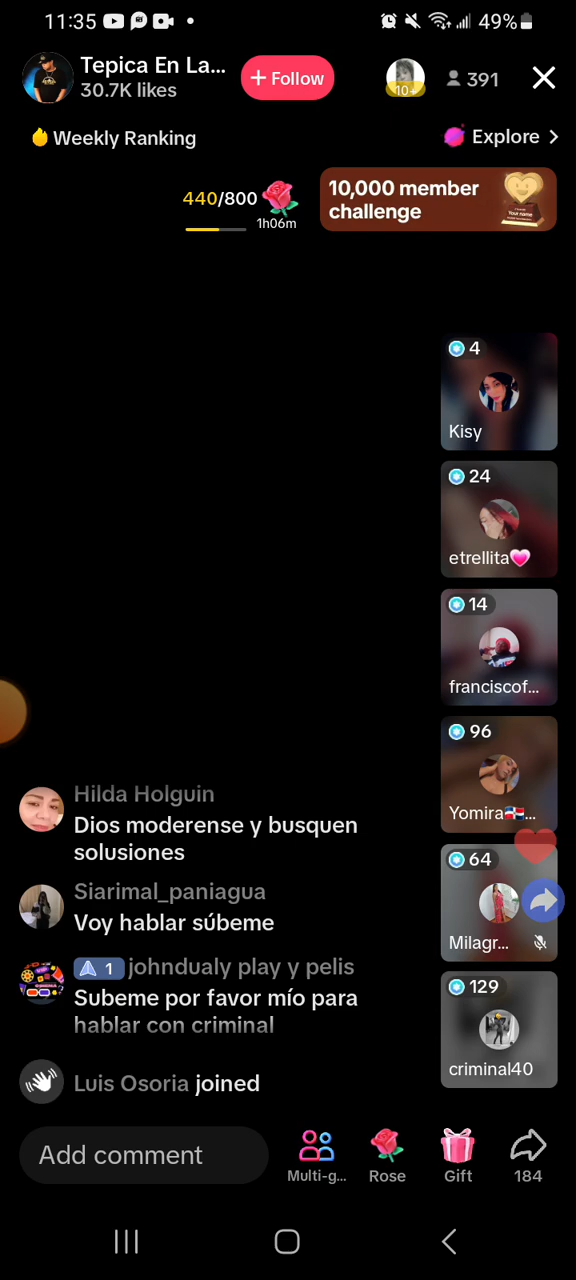 11:35
49%
Tepica En La...
30.7K likes
+ Follow
10+
391
Weekly Ranking
Explore
440/800
1h06m
10,000 member
challenge
Your name
4
Kisy
24
etrellita
14
franciscof...
96
Yomira...
64
Milagr...
129
criminal40
Hilda Holguin
Dios moderense y busquen
solusiones
Siarimal_paniagua
Voy hablar súbeme
1 johndualy play y pelis
Subeme por favor mío para
hablar con criminal
Luis Osoria joined
Add comment
Multi-g...
Rose
Gift
184